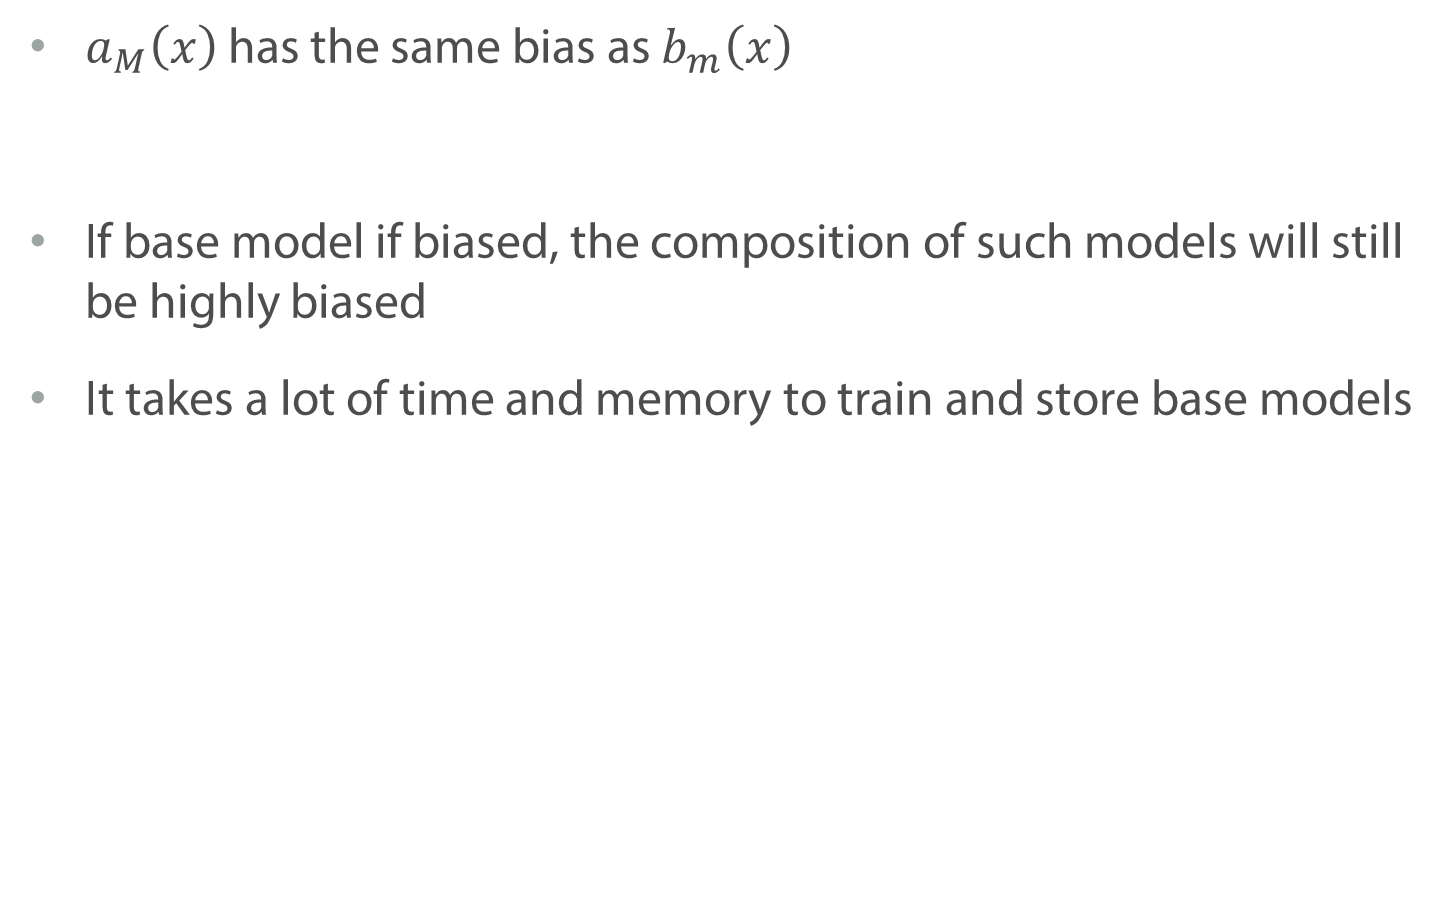 • a_M(x) has the same bias as b_m(x)
• If base model if biased, the composition of such models will still
be highly biased
• It takes a lot of time and memory to train and store base models